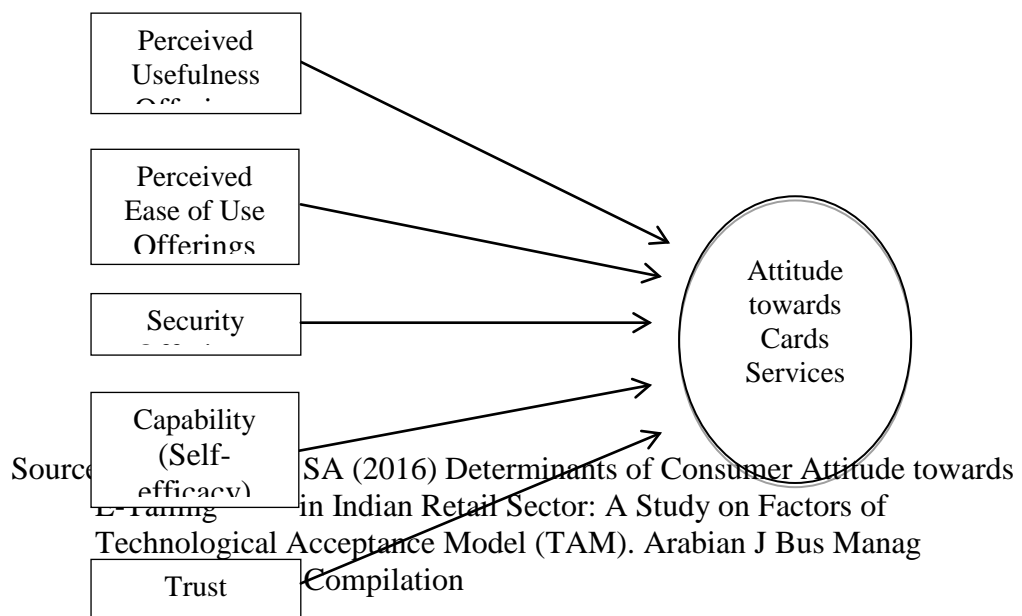 Perceived
Usefulness
Perceived
Ease of Use
Offerings
Security
Capability
(Self-
efficacy)
Trust
Attitude
towards
Cards
Services
Source SA (2016) Determinants of Consumer Attitude towards
in Indian Retail Sector: A Study on Factors of
Technological Acceptance Model (TAM). Arabian J Bus Manag
Compilation